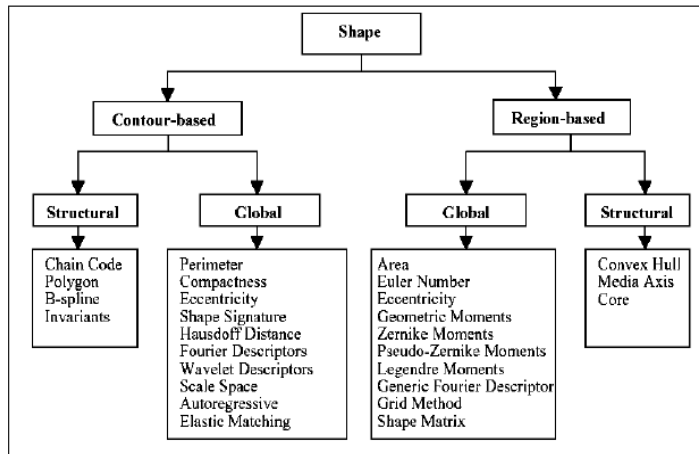 Shape
Contour-based
Region-based
Structural
Global
Global
Structural
Chain Code
Polygon
B-spline
Invariants
Perimeter
Compactness
Eccentricity
Shape Signature
Hausdoff Distance
Fourier Descriptors
Wavelet Descriptors
Scale Space
Autoregressive
Elastic Matching
Area
Euler Number
Eccentricity
Geometric Moments
Zernike Moments
Pseudo-Zernike Moments
Legendre Moments
Generic Fourier Descriptor
Grid Method
Shape Matrix
Convex Hull
Media Axis
Core